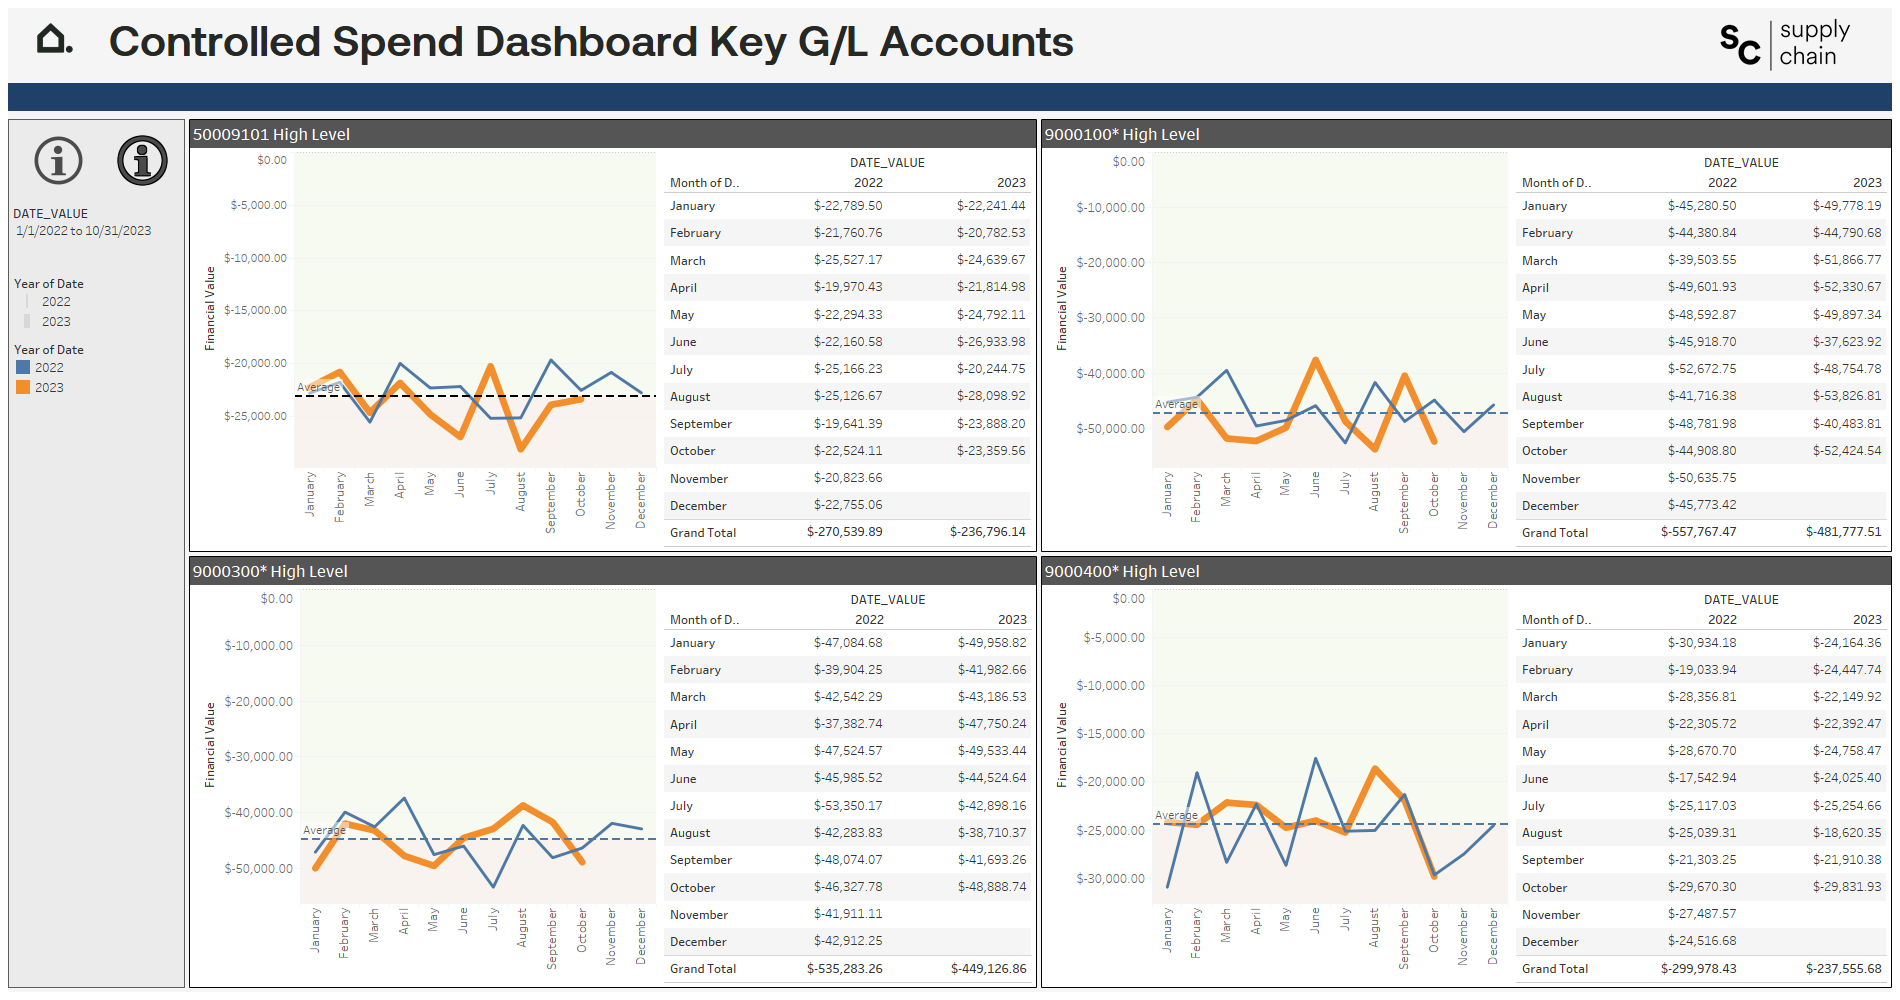 Controlled Spend Dashboard Key G/L Accounts
SC supply
chain
DATE_VALUE
1/1/2022 to 10/31/2023
Year of Date
2022
2023
Year of Date
2022
2023
50009101 High Level
Financial Value
$0.00
$-5,000.00
$-10,000.00
$-15,000.00
$-20,000.00
$-25,000.00
Average
January February March April May June July August September October November December
DATE_VALUE
Month of D.. 2022 2023
January $-22,789.50 $-22,241.44
February $-21,760.76 $-20,782.53
March $-25,527.17 $-24,639.67
April $-19,970.43 $-21,814.98
May $-22,294.33 $-24,792.11
June $-22,160.58 $-26,933.98
July $-25,166.23 $-20,244.75
August $-25,126.67 $-28,098.92
September $-19,641.39 $-23,888.20
October $-22,524.11 $-23,359.56
November $-20,823.66
December $-22,755.06
Grand Total $-270,539.89 $-236,796.14
9000100* High Level
Financial Value
$0.00
$-10,000.00
$-20,000.00
$-30,000.00
$-40,000.00
$-50,000.00
Average
January February March April May June July August September October November December
DATE_VALUE
Month of D.. 2022 2023
January $-45,280.50 $-49,778.19
February $-44,380.84 $-44,790.68
March $-39,503.55 $-51,866.77
April $-49,601.93 $-52,330.67
May $-48,592.87 $-49,897.34
June $-45,918.70 $-37,623.92
July $-52,672.75 $-48,754.78
August $-41,716.38 $-53,826.81
September $-48,781.98 $-40,483.81
October $-44,908.80 $-52,424.54
November $-50,635.75
December $-45,773.42
Grand Total $-557,767.47 $-481,777.51
9000300* High Level
Financial Value
$0.00
$-10,000.00
$-20,000.00
$-30,000.00
$-40,000.00
$-50,000.00
Average
January February March April May June July August September October November December
DATE_VALUE
Month of D.. 2022 2023
January $-47,084.68 $-49,958.82
February $-39,904.25 $-41,982.66
March $-42,542.29 $-43,186.53
April $-37,382.74 $-47,750.24
May $-47,524.57 $-49,533.44
June $-45,985.52 $-44,524.64
July $-53,350.17 $-42,898.16
August $-42,283.83 $-38,710.37
September $-48,074.07 $-41,693.26
October $-46,327.78 $-48,888.74
November $-41,911.11
December $-42,912.25
Grand Total $-535,283.26 $-449,126.86
9000400* High Level
Financial Value
$0.00
$-5,000.00
$-10,000.00
$-15,000.00
$-20,000.00
$-25,000.00
$-30,000.00
Average
January February March April May June July August September October November December
DATE_VALUE
Month of D.. 2022 2023
January $-30,934.18 $-24,164.36
February $-19,033.94 $-24,447.74
March $-28,356.81 $-22,149.92
April $-22,305.72 $-22,392.47
May $-28,670.70 $-24,758.47
June $-17,542.94 $-24,025.40
July $-25,117.03 $-25,254.66
August $-25,039.31 $-18,620.35
September $-21,303.25 $-21,910.38
October $-29,670.30 $-29,831.93
November $-27,487.57
December $-24,516.68
Grand Total $-299,978.43 $-237,555.68